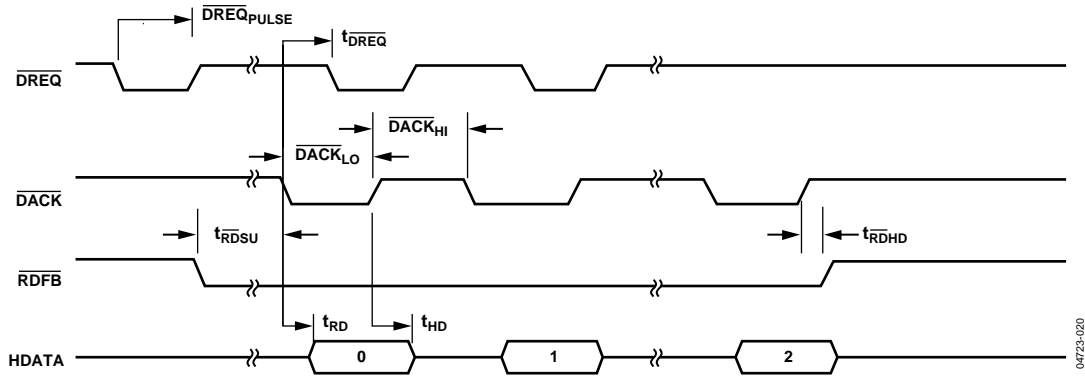 DREQPULSE
tDREQ
DREQ
DACKHI
DACKLO
DACK
tRDSU
tRDHD
RDFB
tRD
tHD
HDATA
0
1
2
04723-020